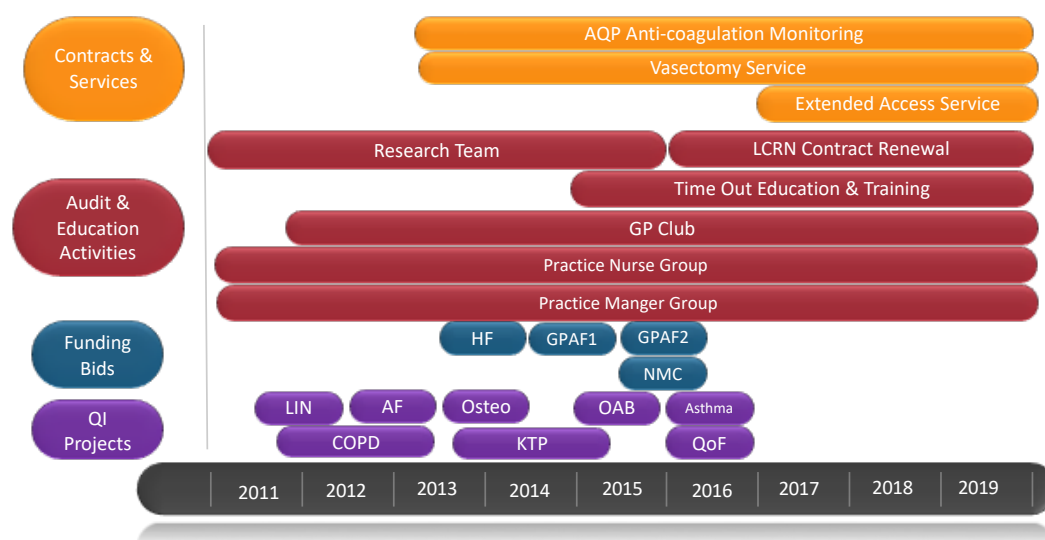 Contracts &
Services
AQP Anti-coagulation Monitoring
Vasectomy Service
Extended Access Service
Audit &
Education
Activities
Research Team
LCRN Contract Renewal
Time Out Education & Training
GP Club
Practice Nurse Group
Practice Manger Group
Funding
Bids
HF
GPAF1
GPAF2
NMC
QI
Projects
LIN
AF
Osteo
OAB
Asthma
COPD
KTP
QoF
2011
2012
2013
2014
2015
2016
2017
2018
2019